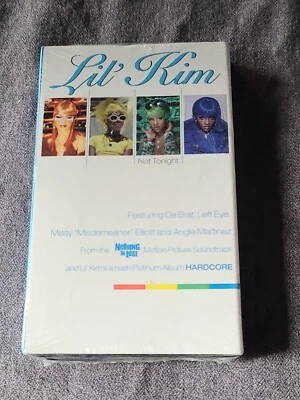 Lil' Kim
Not Tonight
Featuring Da Brat, Left Eye,
Missy "Misdemeanor" Elliott and Angie Martinez
From the NOTHING TO LOSE Motion Picture Soundtrack
and Lil' Kim's smash Platinum Album HARDCORE